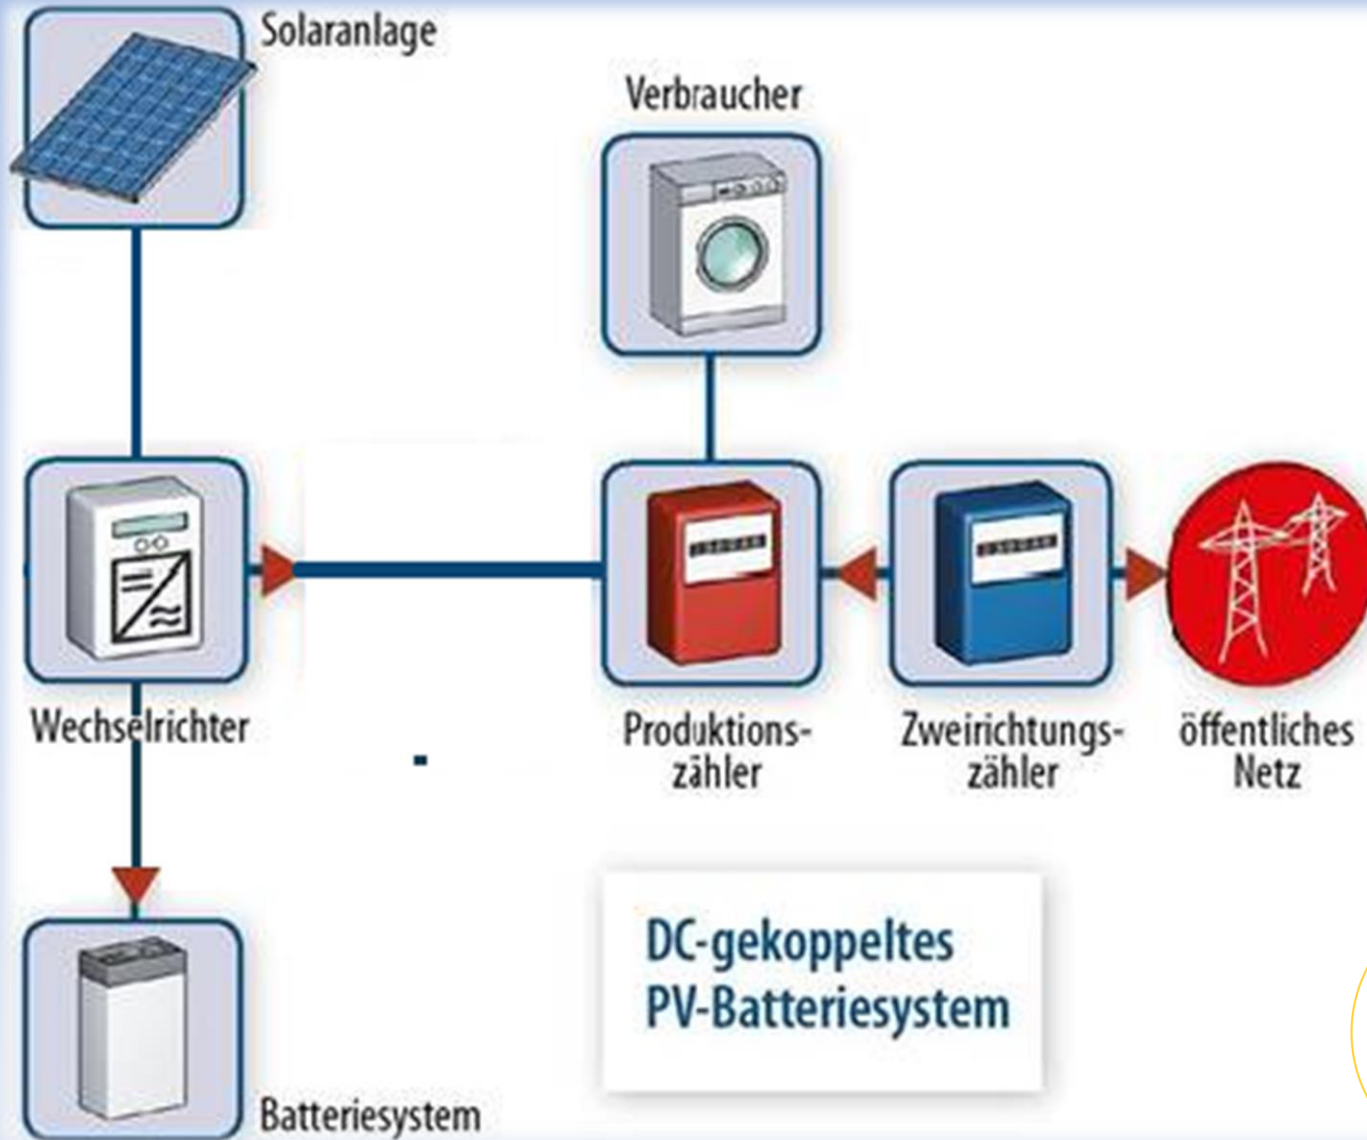 Solaranlage
Verbraucher
Wechselrichter
Produktions-
zähler
Zweirichtungs-
zähler
öffentliches
Netz
DC-gekoppeltes
PV-Batteriesystem
Batteriesystem